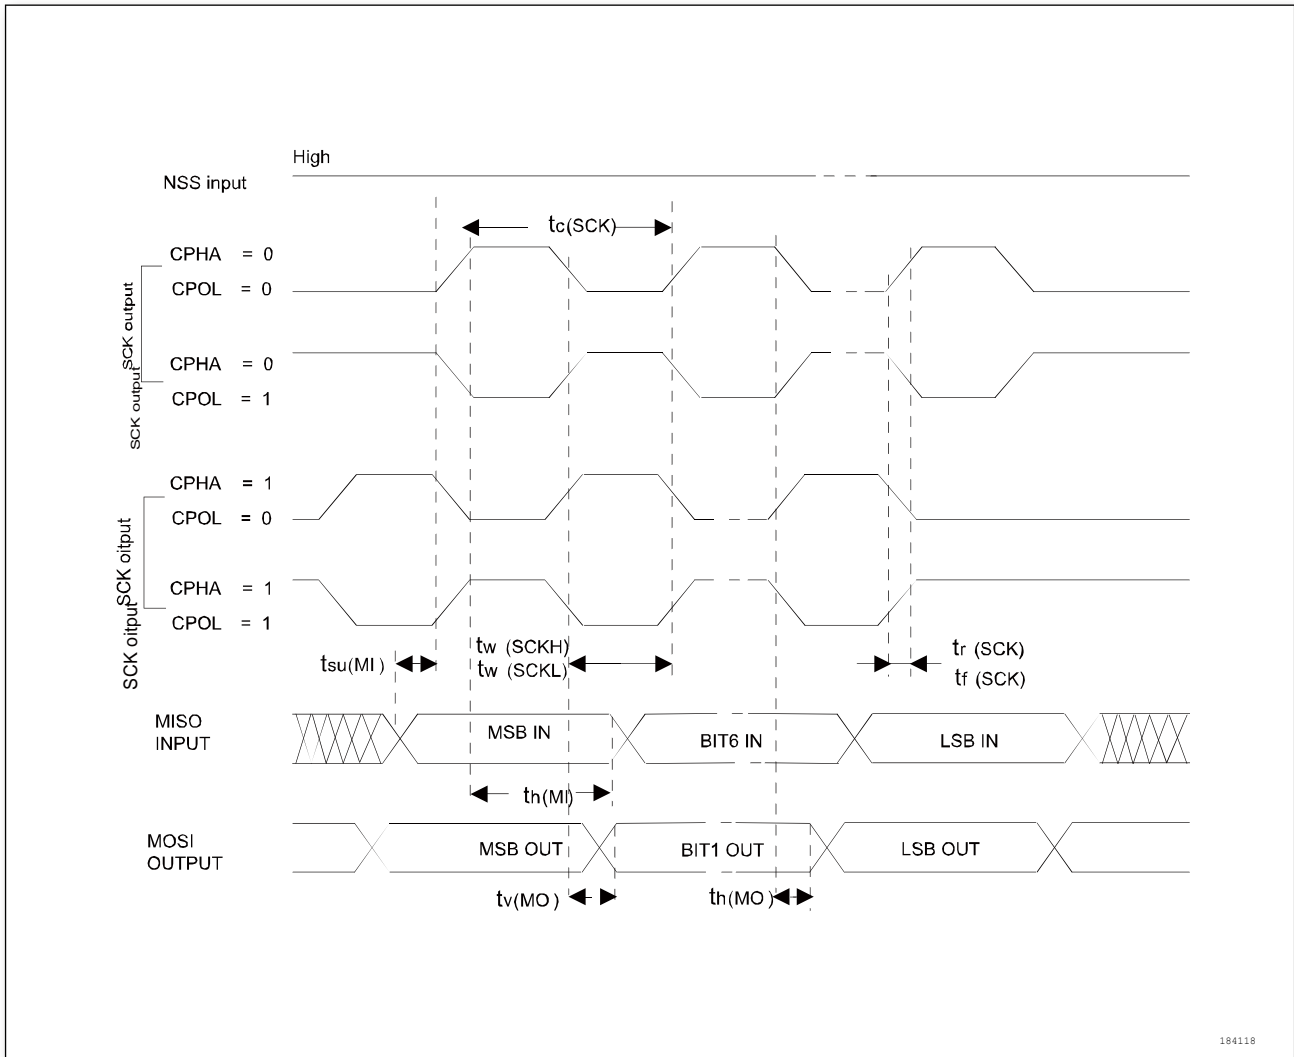 High
NSS input
tc(SCK)
CPHA = 0
CPOL = 0
SCK output
CPHA = 0
CPOL = 1
SCK output
CPHA = 1
CPOL = 0
SCK oitput
CPHA = 1
CPOL = 1
SCK oitput
tsu(MI)
tw (SCKH)
tw (SCKL)
tr (SCK)
tf (SCK)
MISO
INPUT
MSB IN
BIT6 IN
LSB IN
th(MI)
MOSI
OUTPUT
MSB OUT
BIT1 OUT
LSB OUT
tv(MO)
th(MO)
184118